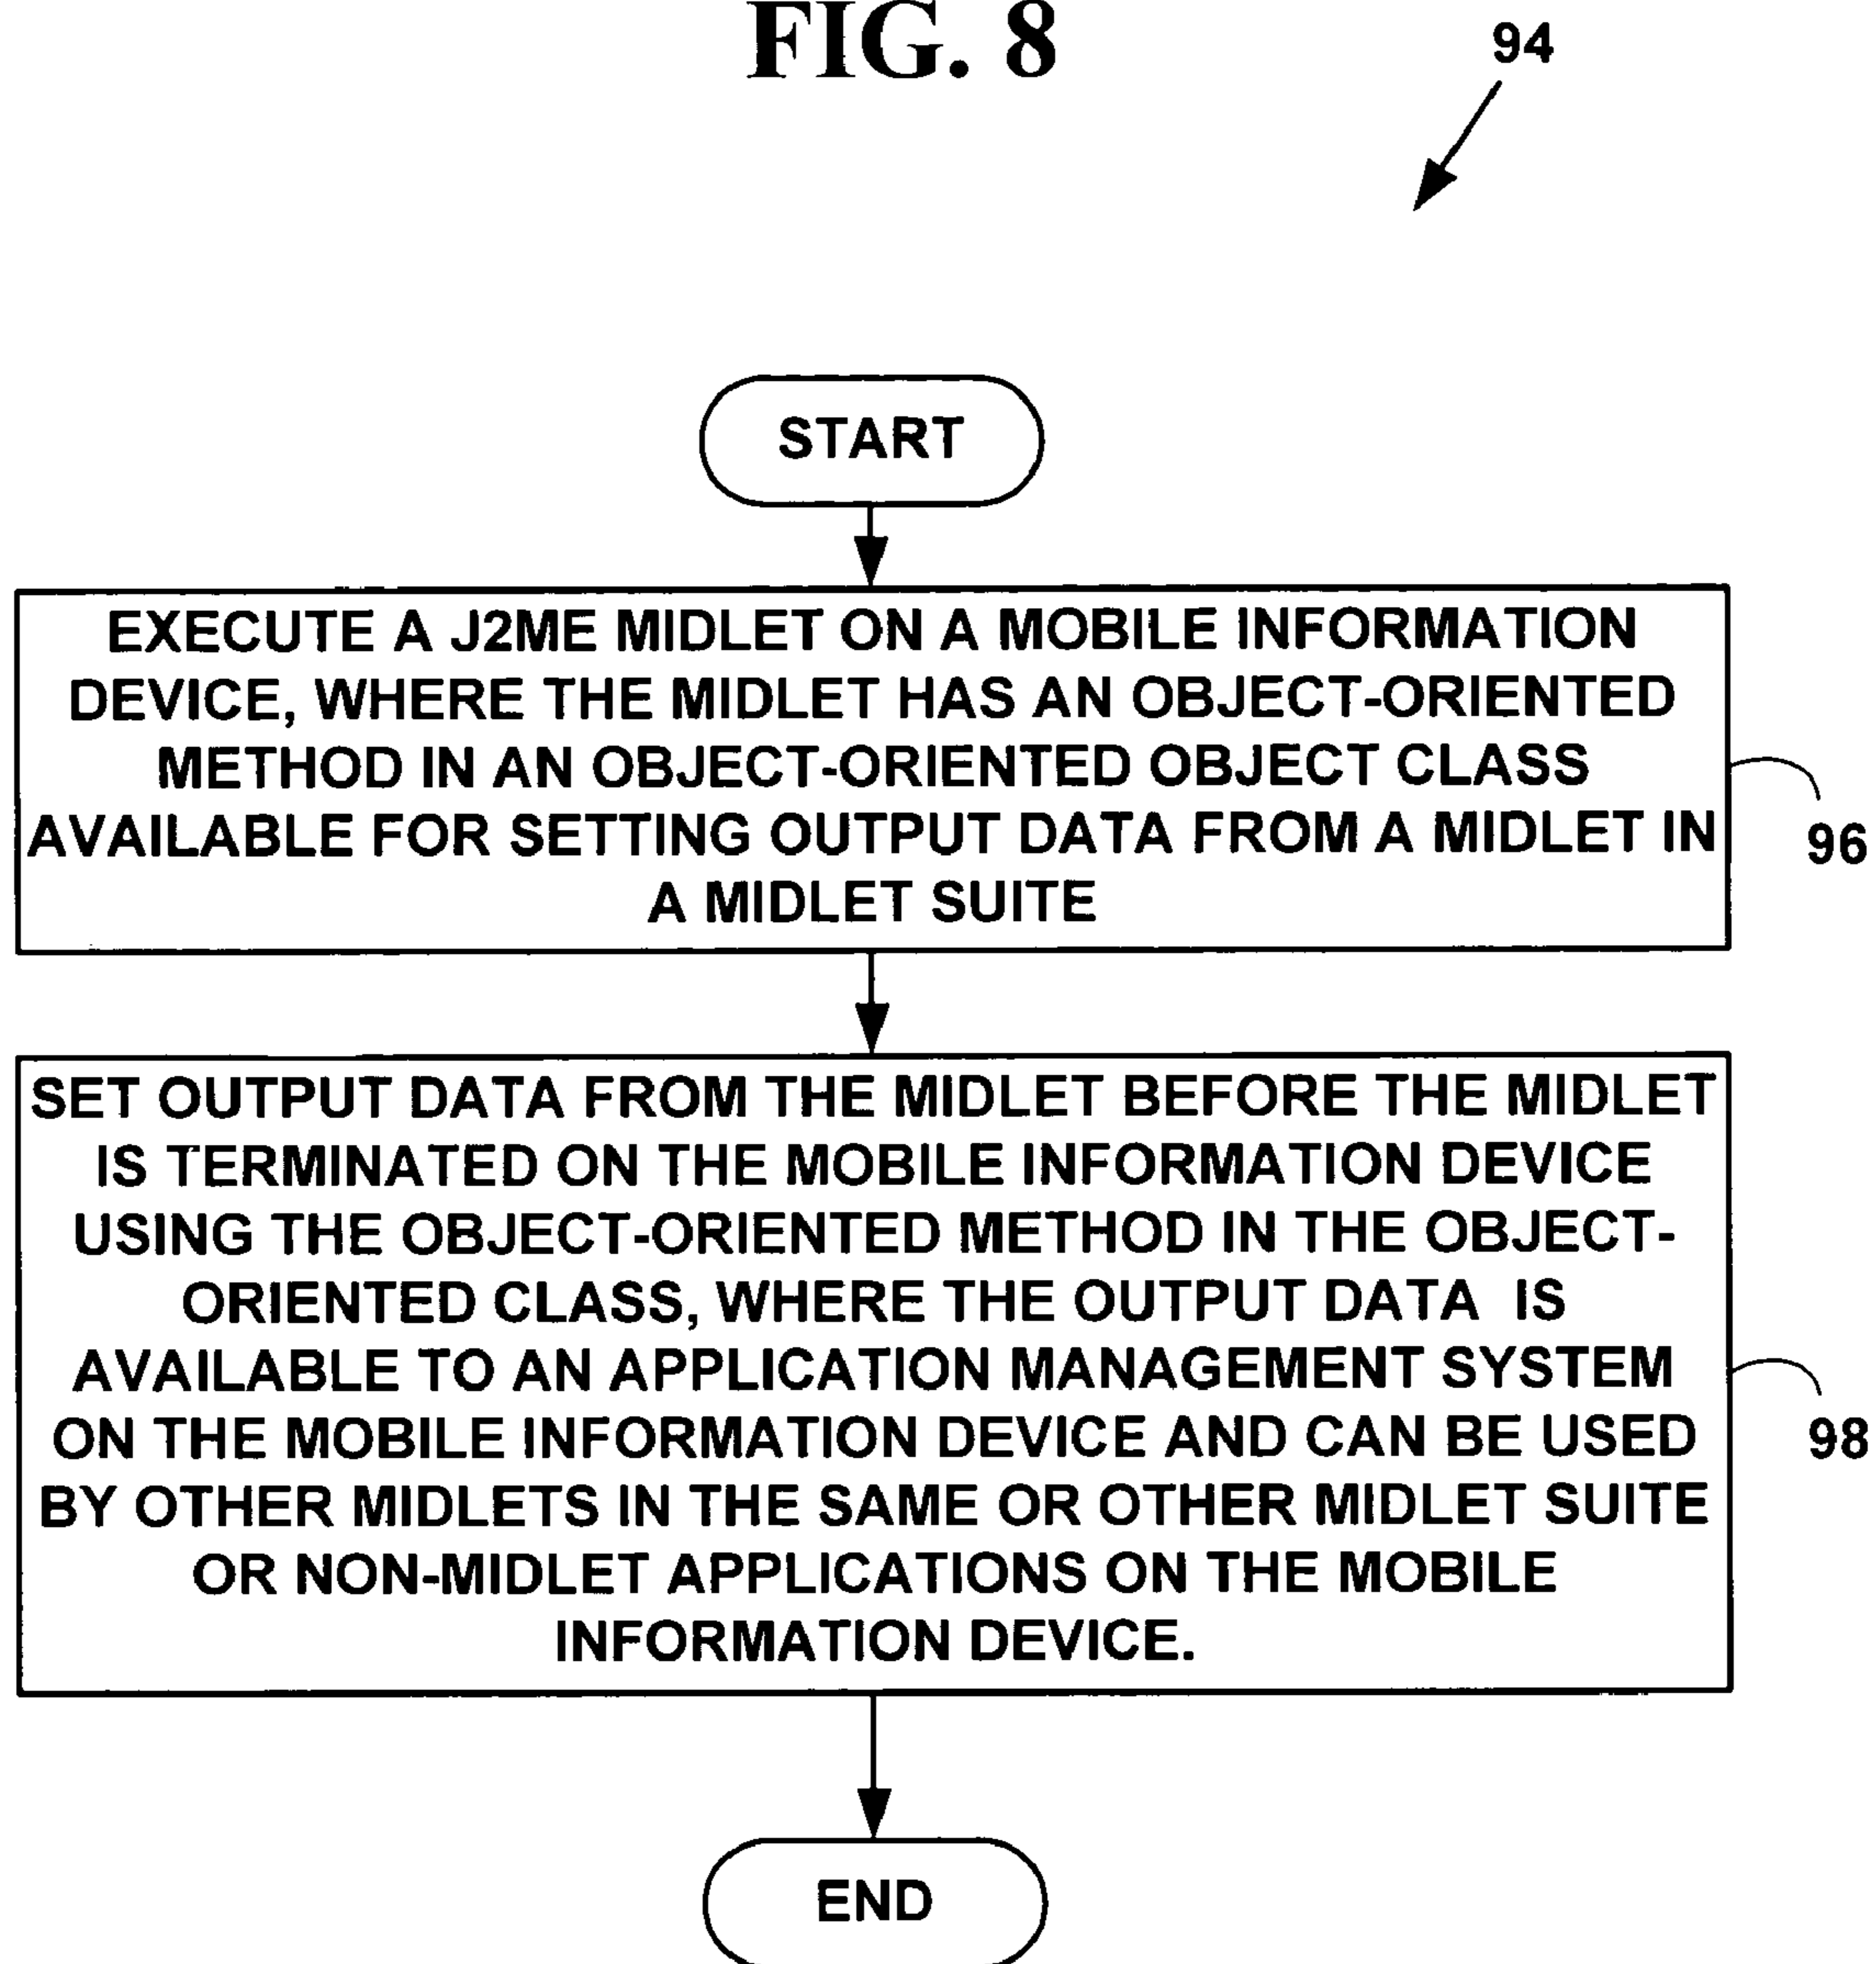 FIG. 8
94
START
EXECUTE A J2ME MIDLET ON A MOBILE INFORMATION
DEVICE, WHERE THE MIDLET HAS AN OBJECT-ORIENTED
METHOD IN AN OBJECT-ORIENTED OBJECT CLASS
AVAILABLE FOR SETTING OUTPUT DATA FROM A MIDLET IN
A MIDLET SUITE
96
SET OUTPUT DATA FROM THE MIDLET BEFORE THE MIDLET
IS TERMINATED ON THE MOBILE INFORMATION DEVICE
USING THE OBJECT-ORIENTED METHOD IN THE OBJECT-
ORIENTED CLASS, WHERE THE OUTPUT DATA IS
AVAILABLE TO AN APPLICATION MANAGEMENT SYSTEM
ON THE MOBILE INFORMATION DEVICE AND CAN BE USED
BY OTHER MIDLETS IN THE SAME OR OTHER MIDLET SUITE
OR NON-MIDLET APPLICATIONS ON THE MOBILE
INFORMATION DEVICE.
98
END